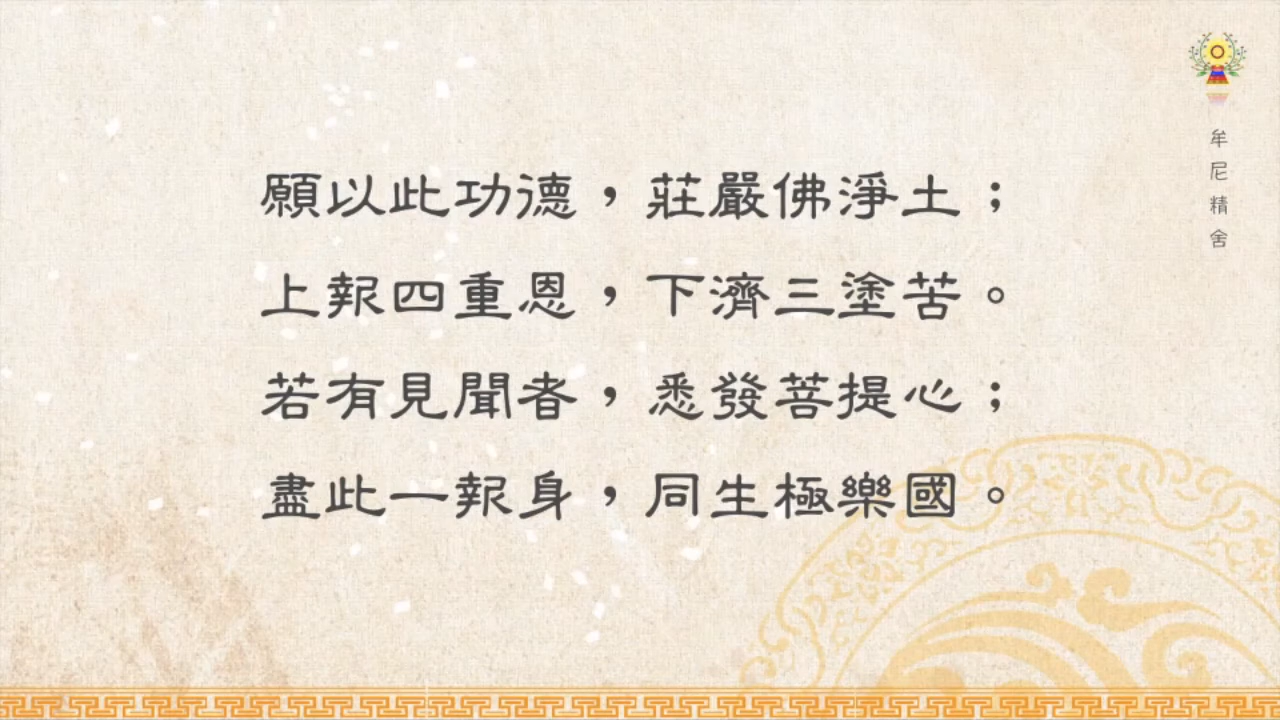 願以此功德，莊嚴佛淨土；
上報四重恩，下濟三塗苦。
若有見聞者，悉發菩提心；
盡此一報身，同生極樂國。
牟尼精舍